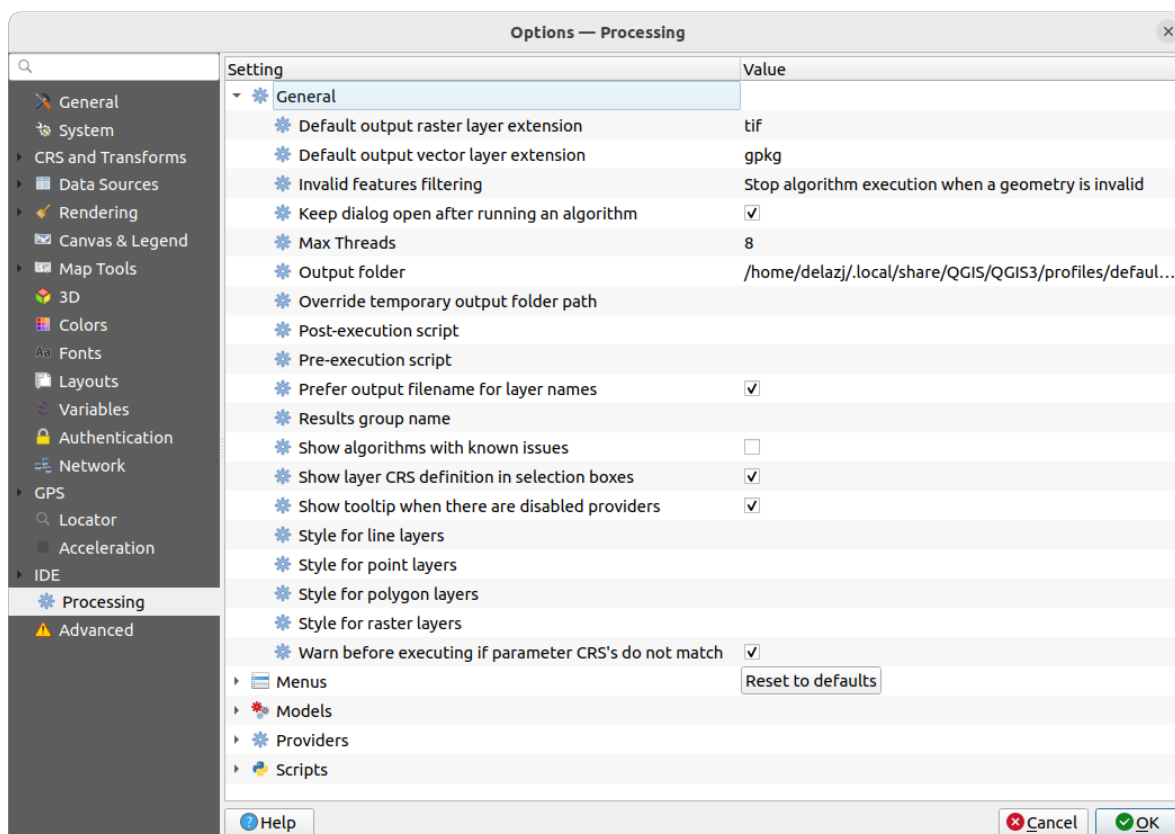 Options — Processing
General
System
CRS and Transforms
Data Sources
Rendering
Canvas & Legend
Map Tools
3D
Colors
Aa Fonts
Layouts
Variables
Authentication
Network
GPS
Locator
Acceleration
IDE
Processing
Advanced
Setting Value
General
Default output raster layer extension tif
Default output vector layer extension gpkg
Invalid features filtering Stop algorithm execution when a geometry is invalid
Keep dialog open after running an algorithm
Max Threads 8
Output folder /home/delazj/.local/share/QGIS/QGIS3/profiles/defaul...
Override temporary output folder path
Post-execution script
Pre-execution script
Prefer output filename for layer names
Results group name
Show algorithms with known issues
Show layer CRS definition in selection boxes
Show tooltip when there are disabled providers
Style for line layers
Style for point layers
Style for polygon layers
Style for raster layers
Warn before executing if parameter CRS's do not match
Menus Reset to defaults
Models
Providers
Scripts
Help Cancel OK